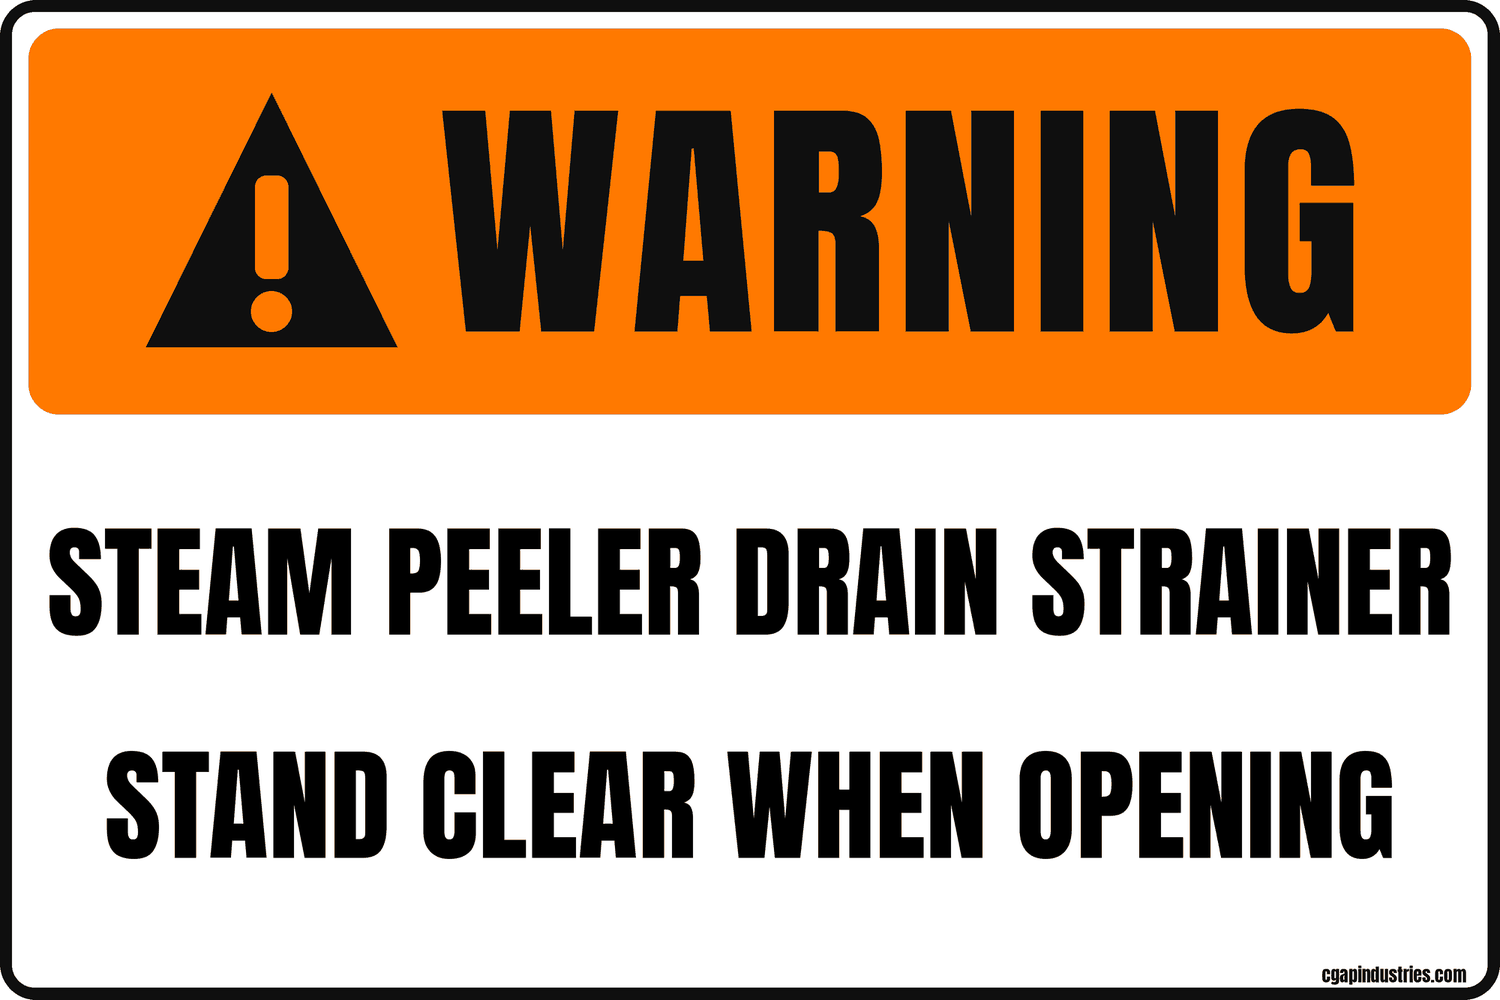 WARNING
STEAM PEELER DRAIN STRAINER
STAND CLEAR WHEN OPENING
cgapindustries.com